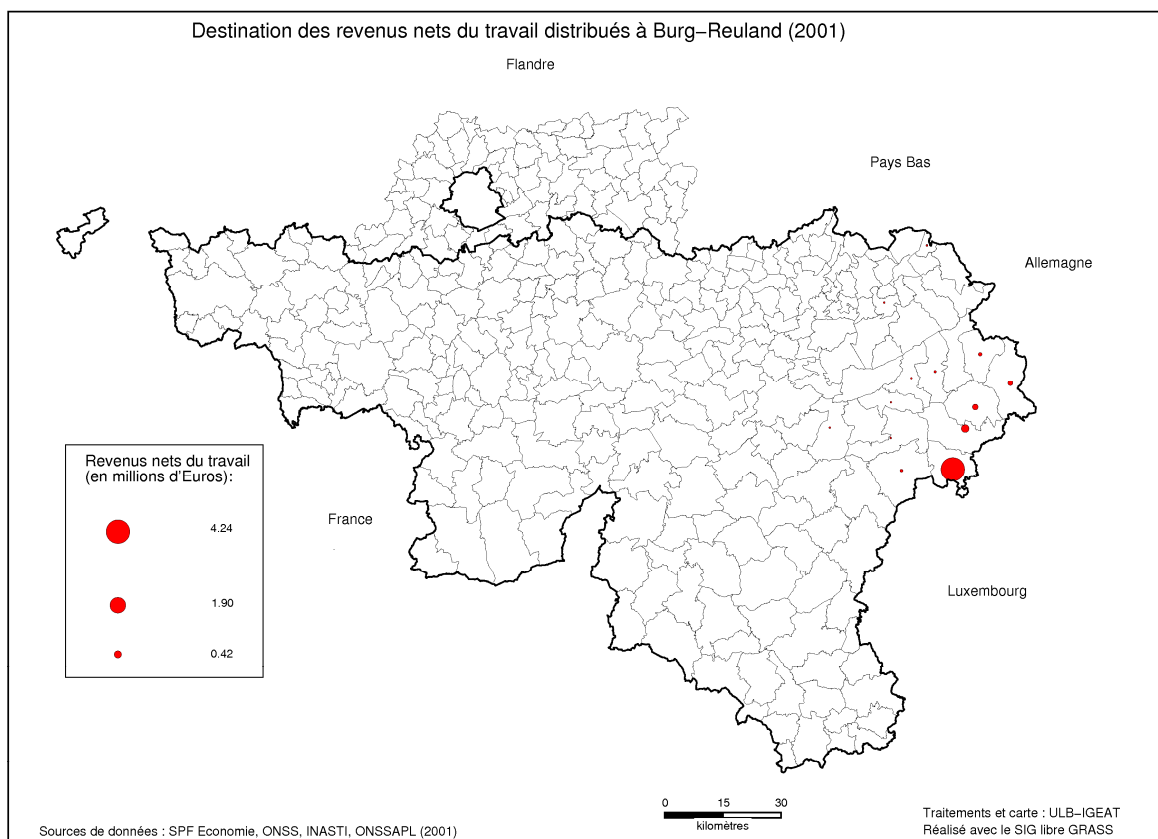 Destination des revenus nets du travail distribués à Burg−Reuland (2001)
Flandre
Pays Bas
Allemagne
Revenus nets du travail
(en millions d'Euros):
4.24
1.90
0.42
France
Luxembourg
0 15 30
kilomètres
Sources de données : SPF Economie, ONSS, INASTI, ONSSAPL (2001)
Traitements et carte : ULB−IGEAT
Réalisé avec le SIG libre GRASS